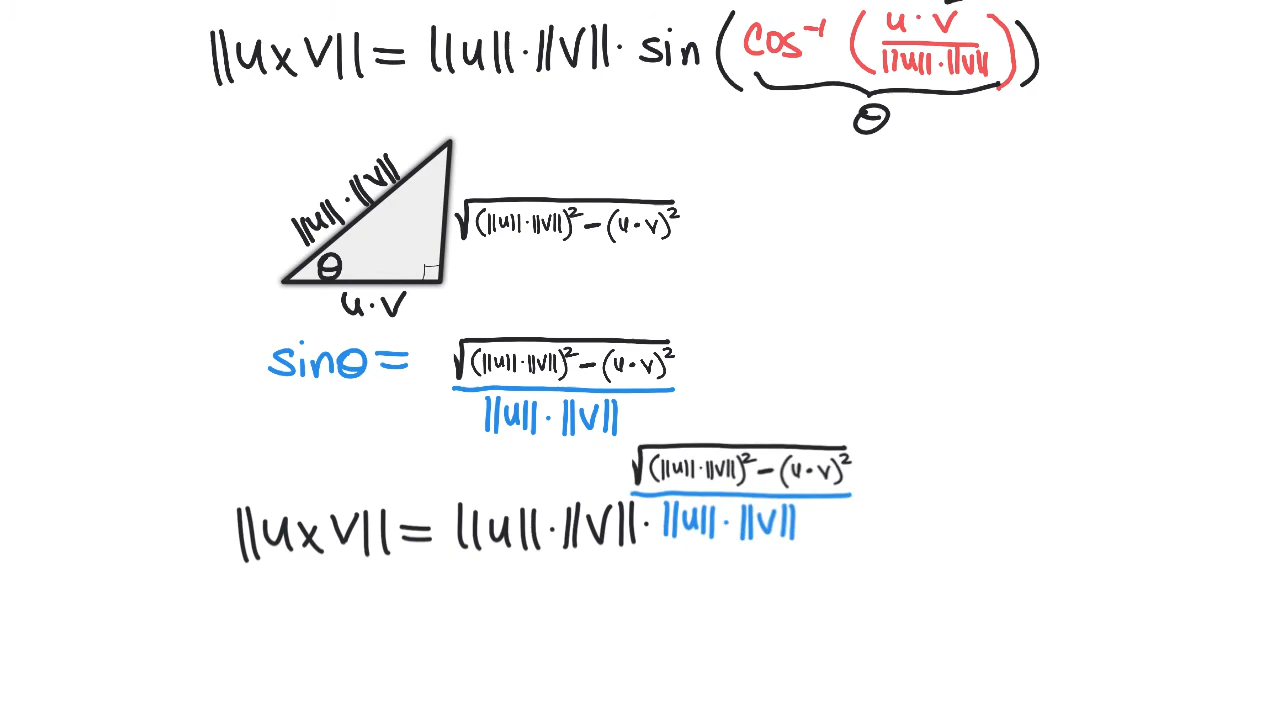 ||u x v|| = ||u|| · ||v|| · sin (cos⁻¹ (u · v / ||u|| · ||v||))
θ
||u|| · ||v||
√(||u|| · ||v||)² – (u · v)²
θ
u · v
sinθ = √(||u|| · ||v||)² – (u · v)² / ||u|| · ||v||
||u x v|| = ||u|| · ||v|| · √(||u|| · ||v||)² – (u · v)² / ||u|| · ||v||